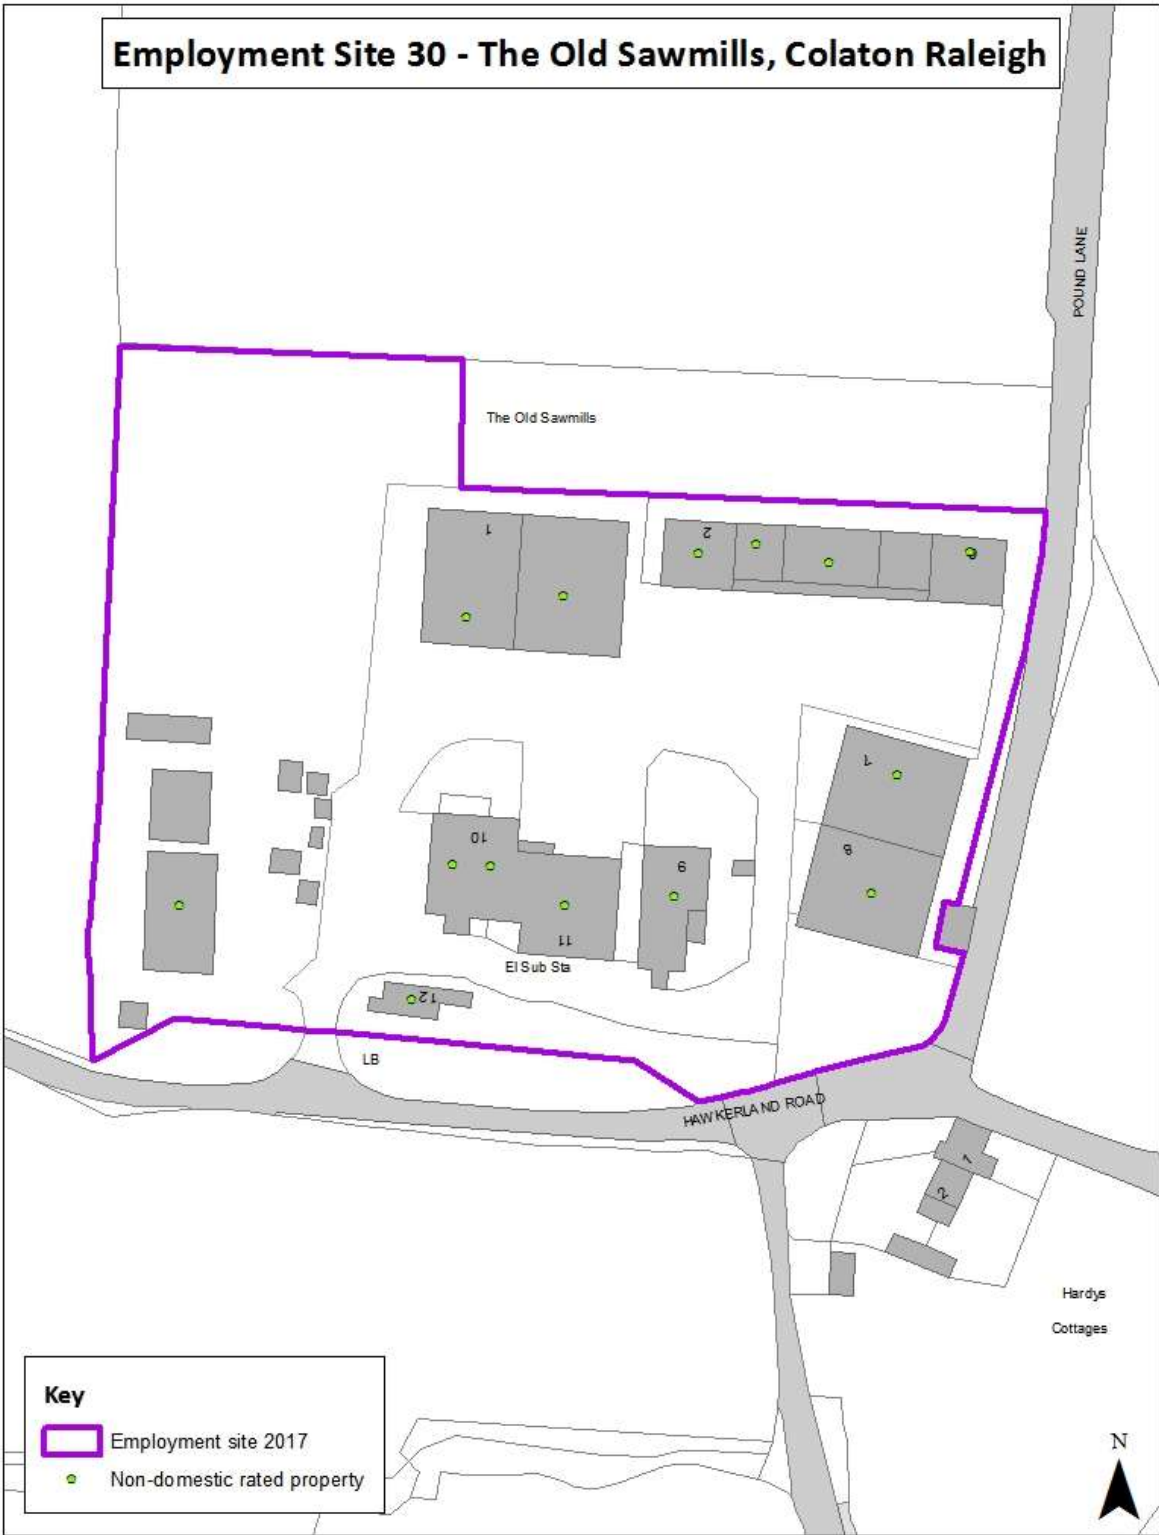 Employment Site 30 - The Old Sawmills, Colaton Raleigh
POUND LANE
The Old Sawmills
1
2
1
8
10
9
11
El Sub Sta
12
LB
HAWKERLAND ROAD
1
2
Hardys
Cottages
Key
Employment site 2017
Non-domestic rated property
N